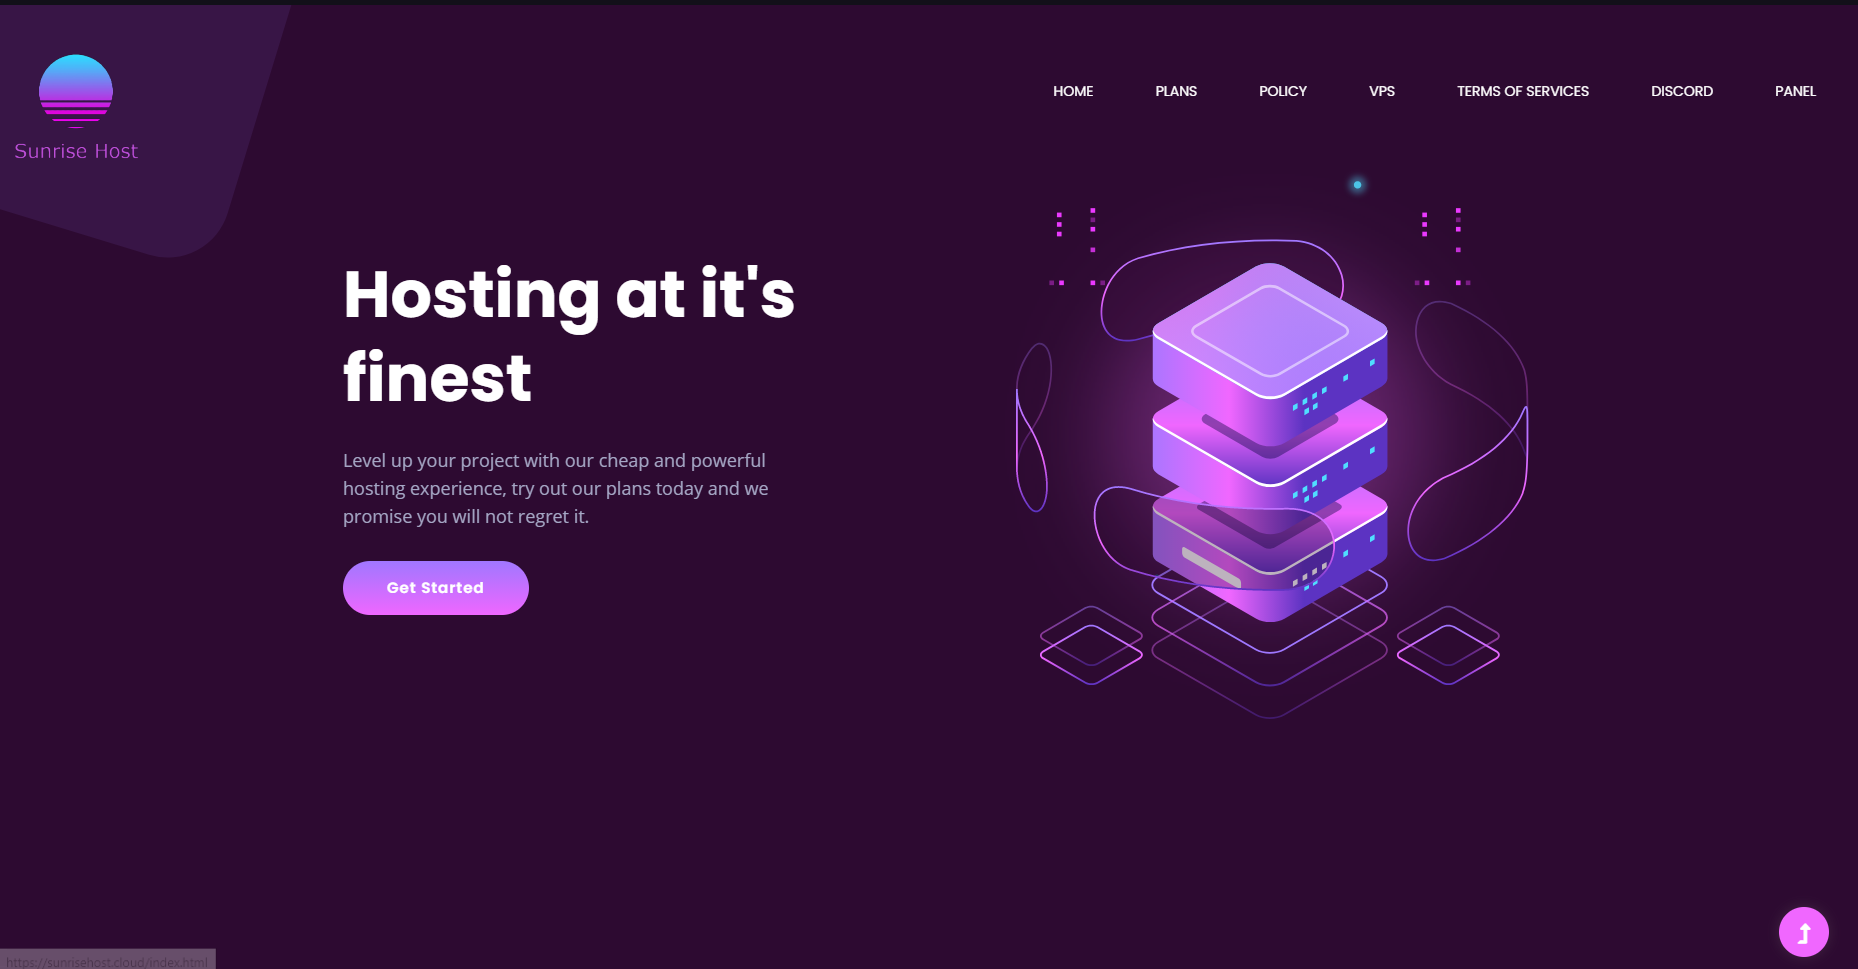 Sunrise Host
HOME PLANS POLICY VPS TERMS OF SERVICES DISCORD PANEL
Hosting at it's
finest
Level up your project with our cheap and powerful
hosting experience, try out our plans today and we
promise you will not regret it.
Get Started
https://sunrisehost.cloud/index.html